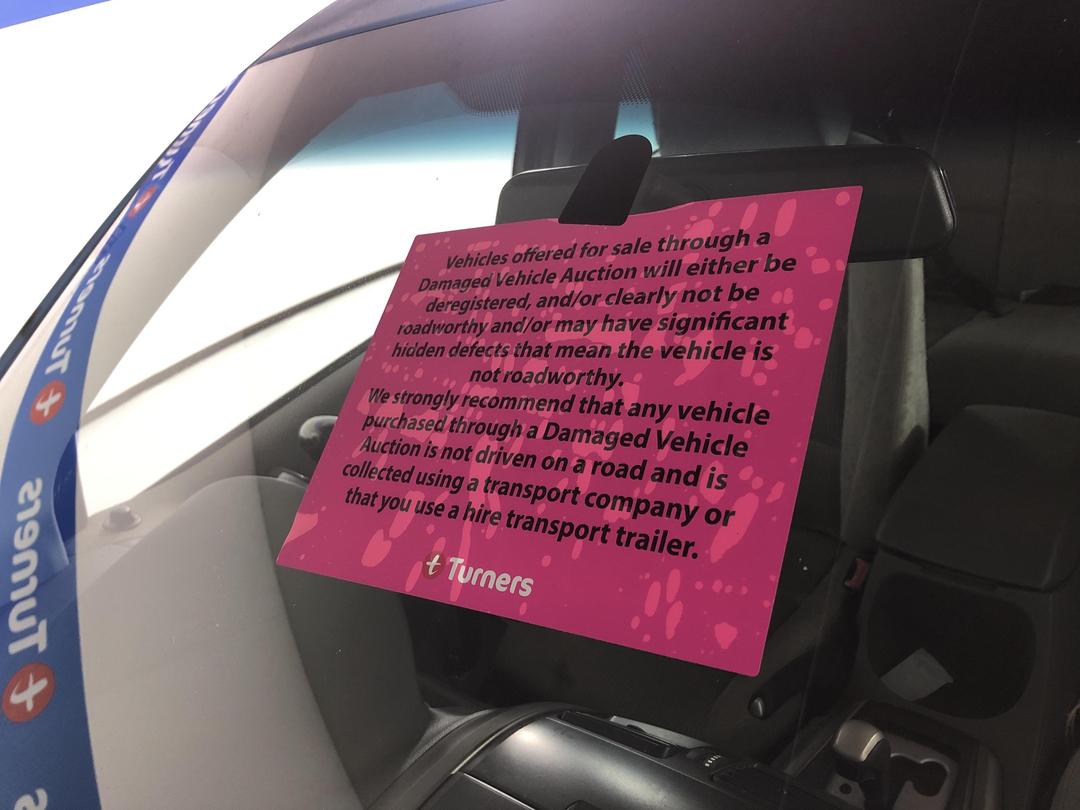 Vehicles offered for sale through a
Damaged Vehicle Auction will either be
deregistered, and/or clearly not be
roadworthy and/or may have significant
hidden defects that mean the vehicle is
not roadworthy.
We strongly recommend that any vehicle
purchased through a Damaged Vehicle
Auction is not driven on a road and is
collected using a transport company or
that you use a hire transport trailer.
t Turners
Turners
Turners
Turners
Turners